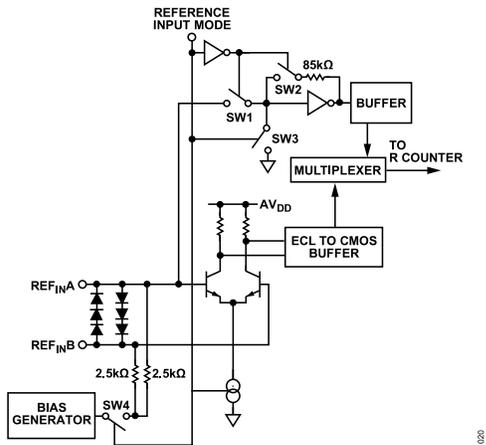 REFERENCE
INPUT MODE
85kΩ
SW2
SW1
SW3
BUFFER
TO
R COUNTER
MULTIPLEXER
AVDD
ECL TO CMOS
BUFFER
REFINA
REFINB
2.5kΩ
2.5kΩ
SW4
BIAS
GENERATOR
020